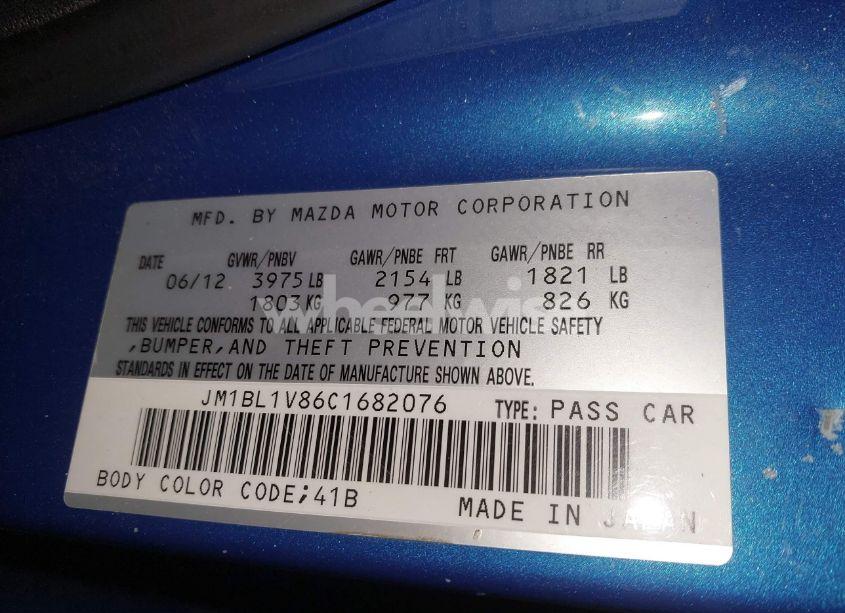 MFD. BY MAZDA MOTOR CORPORATION
DATE GVWR/PNBV GAWR/PNBE FRT GAWR/PNBE RR
06/12 3975 LB 2154 LB 1821 LB
1803 KG 977 KG 826 KG
wheelwis
THIS VEHICLE CONFORMS TO ALL APPLICABLE FEDERAL MOTOR VEHICLE SAFETY
,BUMPER,AND THEFT PREVENTION
STANDARDS IN EFFECT ON THE DATE OF MANUFACTURE SHOWN ABOVE.
JM1BL1V86C1682076 TYPE: PASS CAR
BODY COLOR CODE;41B MADE IN JAPAN